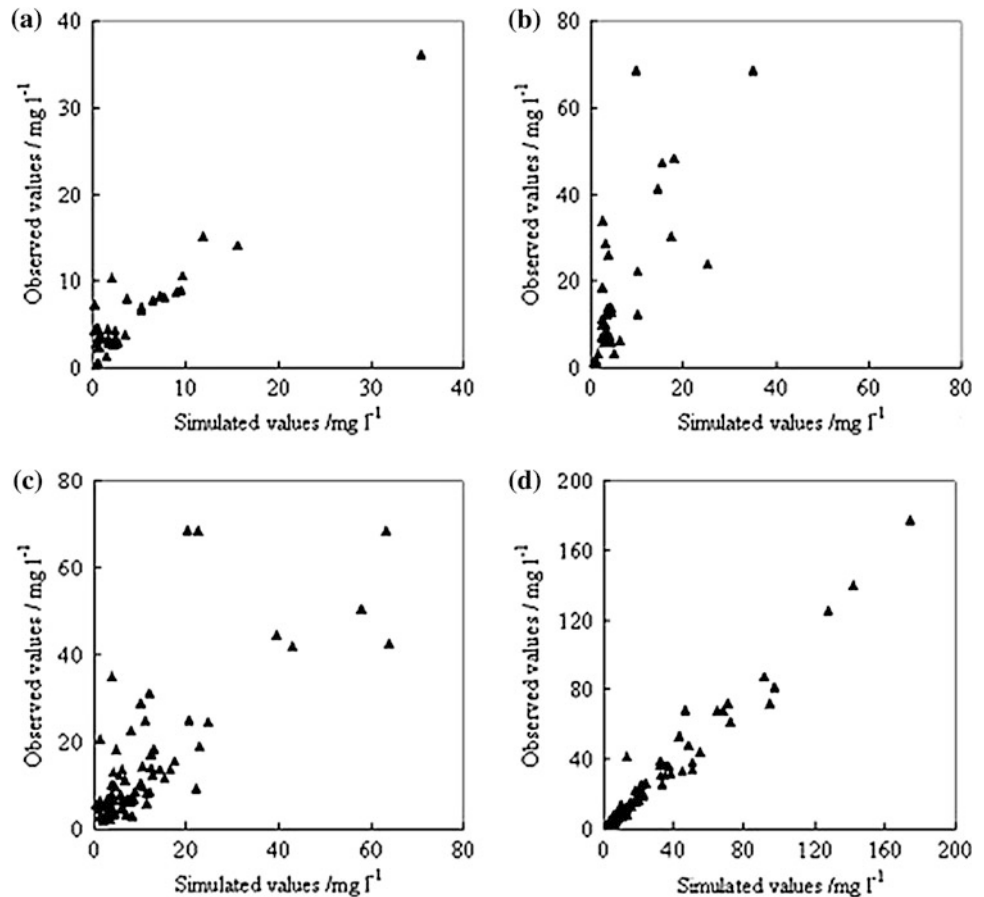 (a)
40
30
20
10
0
Observed values / mg l⁻¹
0 10 20 30 40
Simulated values /mg l⁻¹
(b)
80
60
40
20
0
Observed values / mg l⁻¹
0 20 40 60 80
Simulated values /mg l⁻¹
(c)
80
60
40
20
0
Observed values / mg l⁻¹
0 20 40 60 80
Simulated values /mg l⁻¹
(d)
200
160
120
80
40
0
Observed values / mg l⁻¹
0 40 80 120 160 200
Simulated values /mg l⁻¹